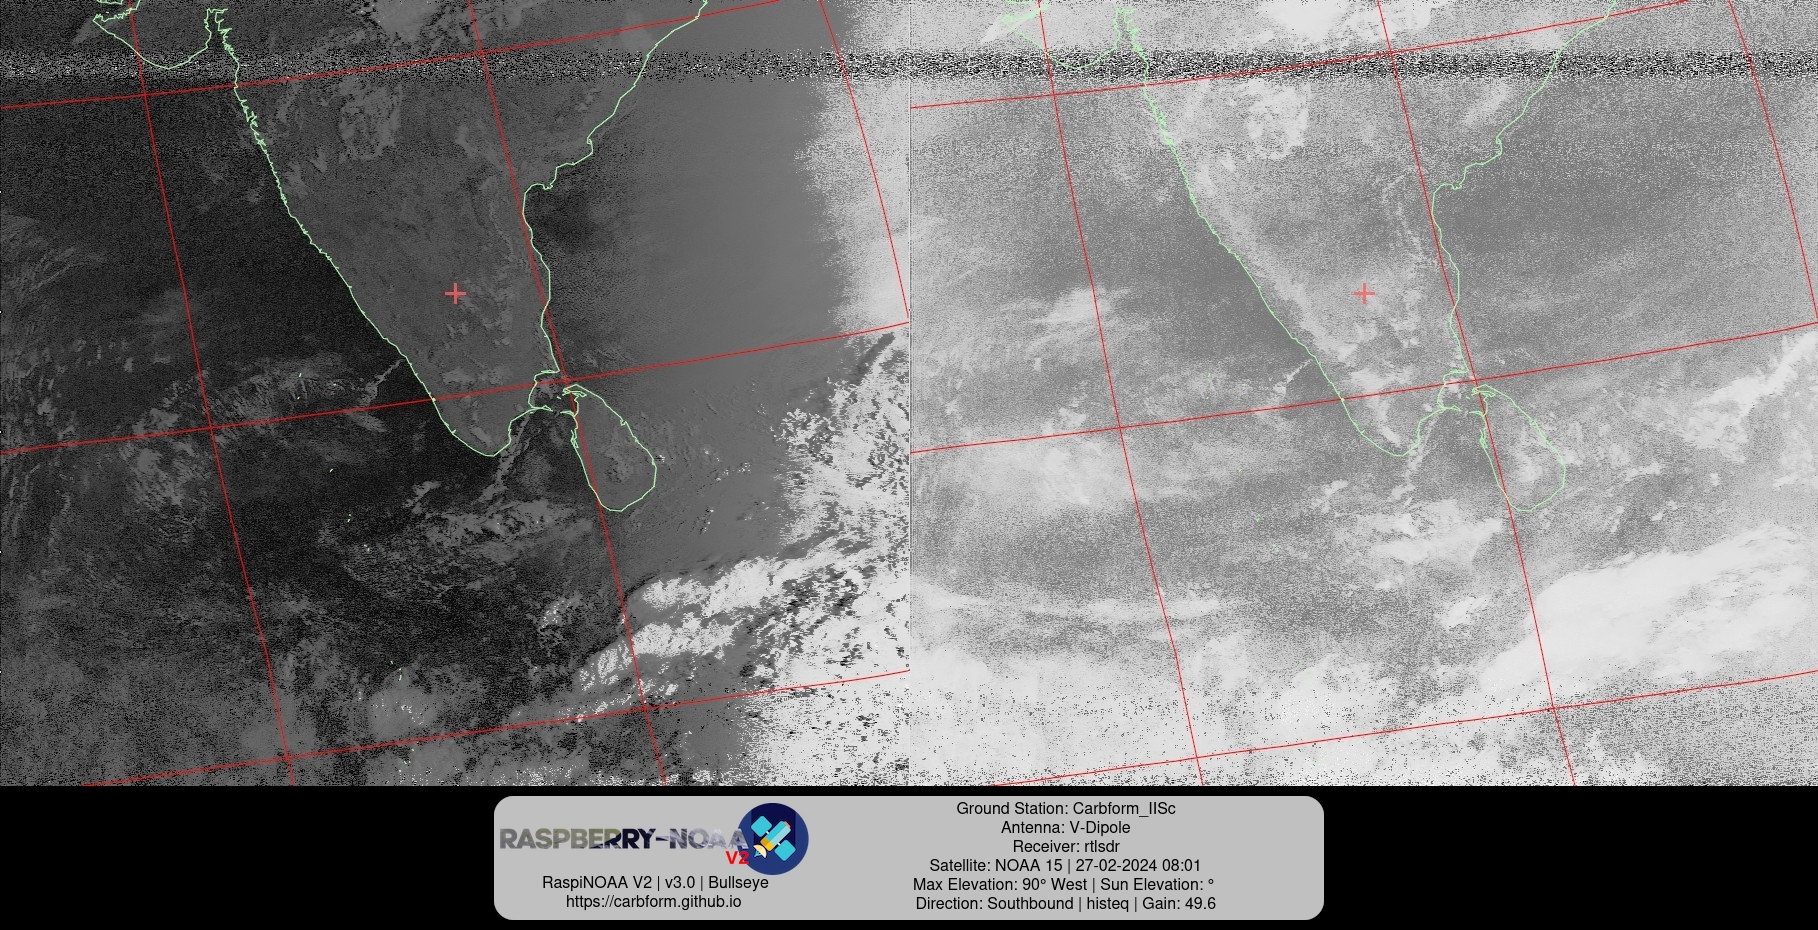 RASPBERRY-NOAA
V2
RaspiNOAA V2 | v3.0 | Bullseye
https://carbform.github.io
Ground Station: Carbform_IISc
Antenna: V-Dipole
Receiver: rtlsdr
Satellite: NOAA 15 | 27-02-2024 08:01
Max Elevation: 90° West | Sun Elevation: °
Direction: Southbound | histeq | Gain: 49.6